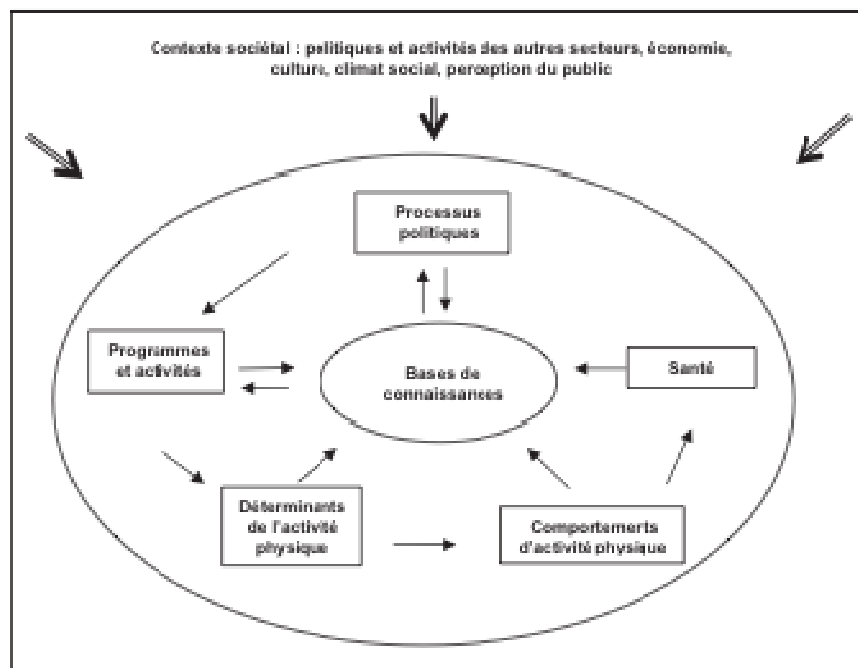 Contexte sociétal : politiques et activités des autres secteurs, économie,
culture, climat social, perception du public
Processus
politiques
Programmes
et activités
Bases de
connaissances
Santé
Déterminants
de l'activité
physique
Comportements
d'activité physique